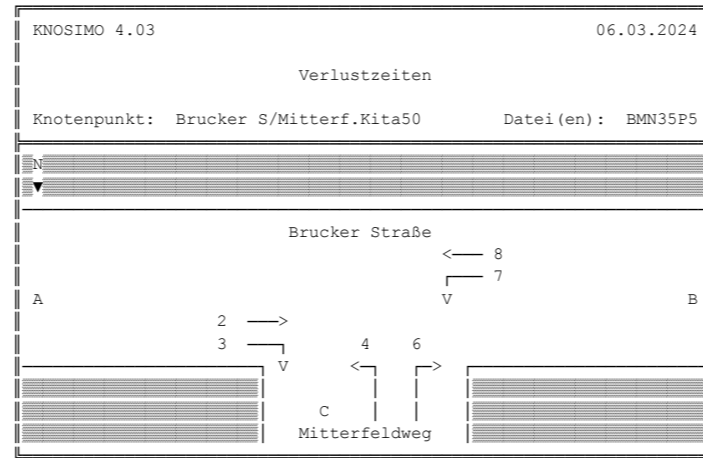 KNOSIMO 4.03 06.03.2024
Verlustzeiten
Knotenpunkt: Brucker S/Mitterf.Kita50 Datei(en): BMN35P5
N
▼
Brucker Straße
<—— 8
7
A V B
2 ——>
3 4 6
V <— —>
C
Mitterfeldweg